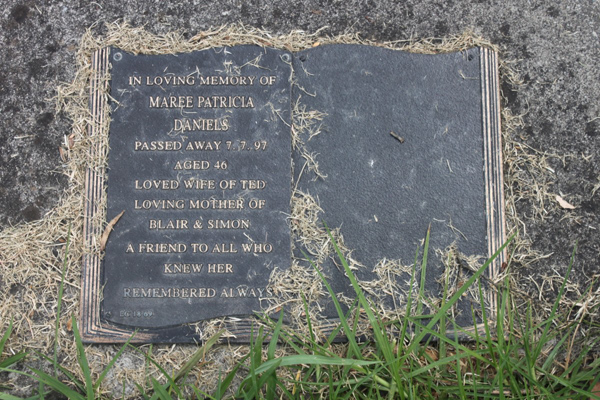 IN LOVING MEMORY OF
MAREE PATRICIA
DANIELS
PASSED AWAY 7.7.97
AGED 46
LOVED WIFE OF TED
LOVING MOTHER OF
BLAIR & SIMON
A FRIEND TO ALL WHO
KNEW HER
REMEMBERED ALWAY